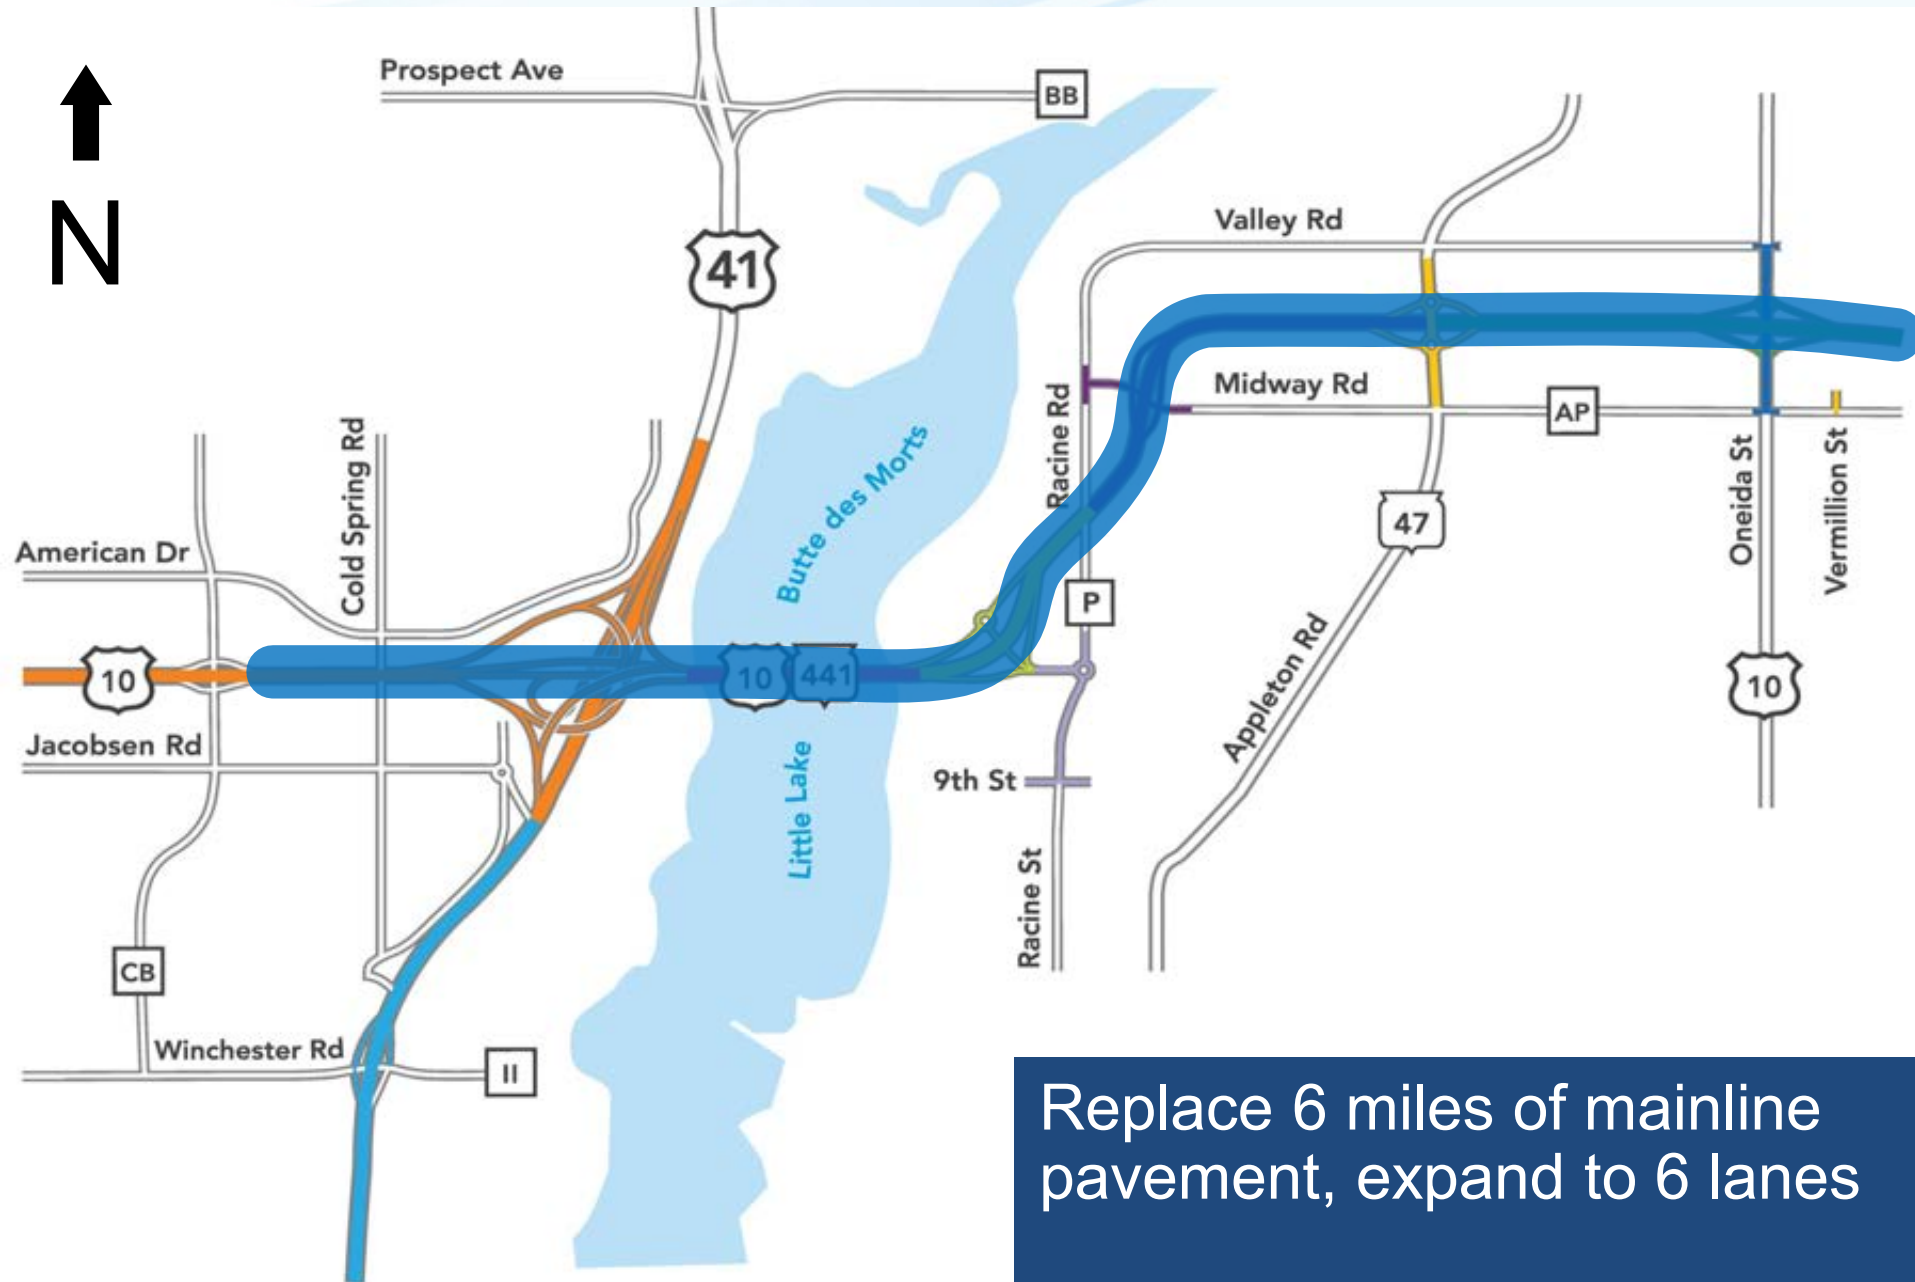 Prospect Ave
BB
N
Valley Rd
41
Midway Rd
AP
Racine Rd
Cold Spring Rd
Butte des Morts
Oneida St
Vermillion St
47
American Dr
P
10
10
441
10
Appleton Rd
Jacobsen Rd
9th St
Little Lake
Racine St
CB
Winchester Rd
II
Replace 6 miles of mainline
pavement, expand to 6 lanes